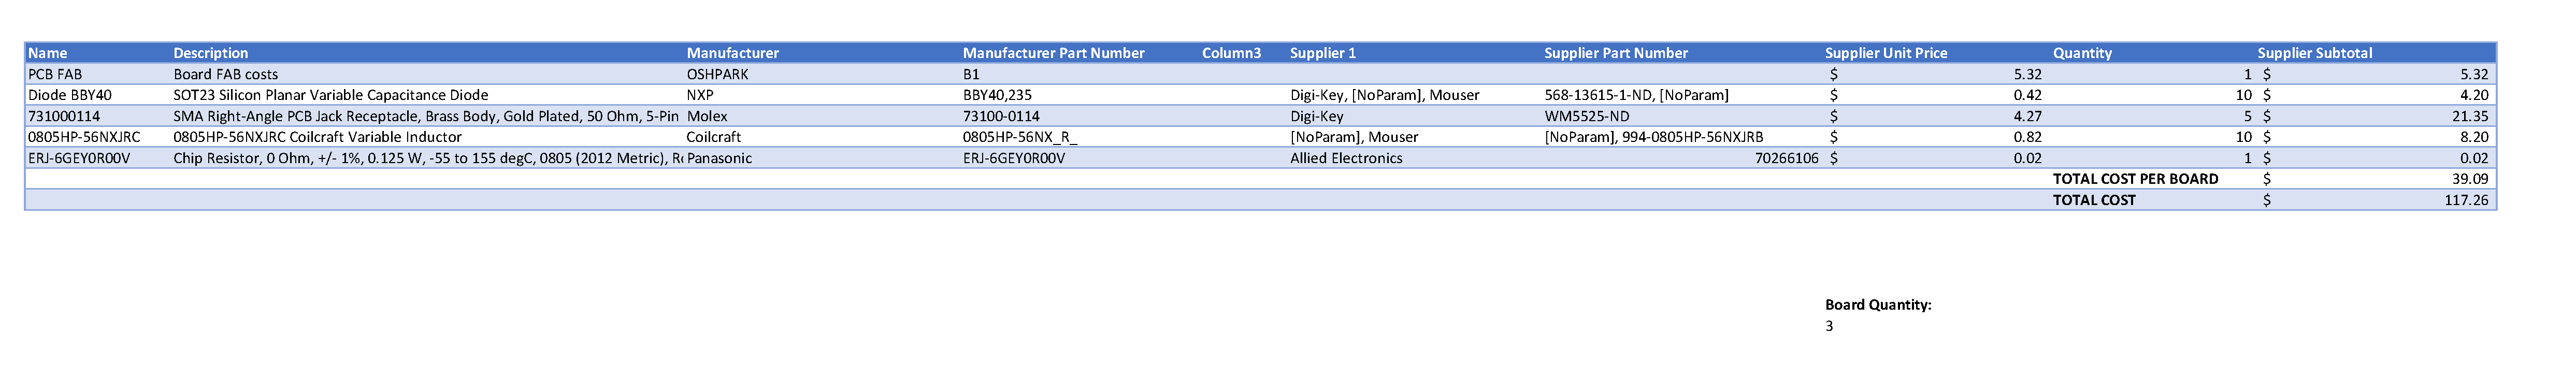 Name Description Manufacturer Manufacturer Part Number Column3 Supplier 1 Supplier Part Number Supplier Unit Price Quantity Supplier Subtotal
PCB FAB Board FAB costs OSHPARK B1 $ 5.32 1 $ 5.32
Diode BBY40 SOT23 Silicon Planar Variable Capacitance Diode NXP BBY40,235 Digi-Key, [NoParam], Mouser 568-13615-1-ND, [NoParam] $ 0.42 10 $ 4.20
731000114 SMA Right-Angle PCB Jack Receptacle, Brass Body, Gold Plated, 50 Ohm, 5-Pin Molex 73100-0114 Digi-Key WM5525-ND $ 4.27 5 $ 21.35
0805HP-56NXJRC 0805HP-56NXJRC Coilcraft Variable Inductor Coilcraft 0805HP-56NX_R_ [NoParam], Mouser [NoParam], 994-0805HP-56NXJRB $ 0.82 10 $ 8.20
ERJ-6GEY0R00V Chip Resistor, 0 Ohm, +/- 1%, 0.125 W, -55 to 155 degC, 0805 (2012 Metric), Panasonic ERJ-6GEY0R00V Allied Electronics 70266106 $ 0.02 1 $ 0.02
TOTAL COST PER BOARD $ 39.09
TOTAL COST $ 117.26
Board Quantity:
3